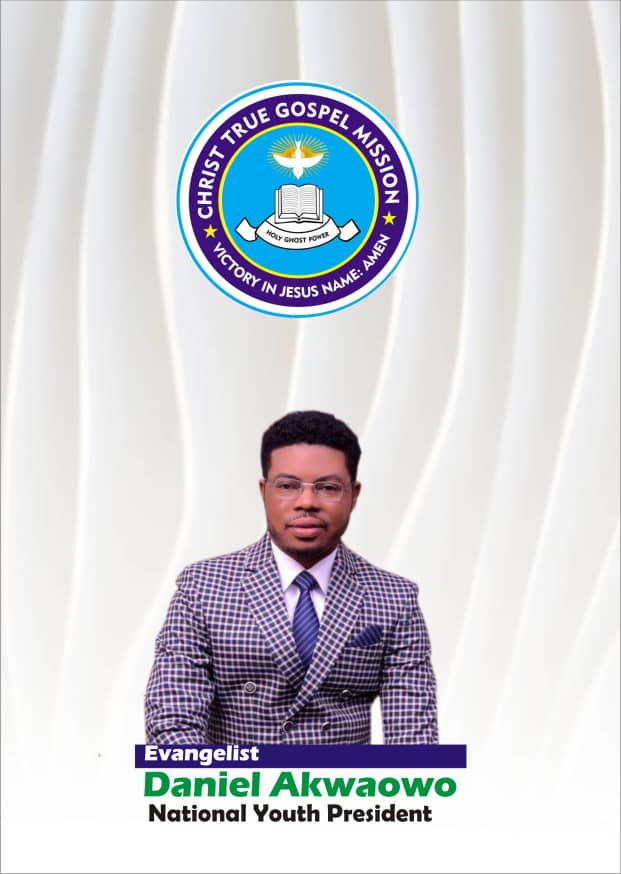 CHRIST TRUE GOSPEL MISSION
HOLY GHOST POWER
VICTORY IN JESUS NAME: AMEN
Evangelist
Daniel Akwaowo
National Youth President